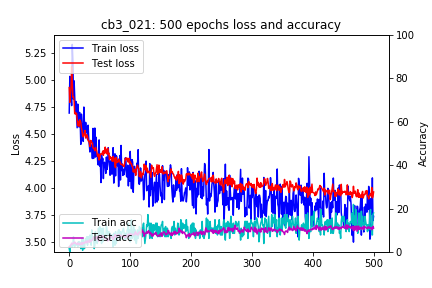 cb3_021: 500 epochs loss and accuracy
Train loss
Test loss
Train acc
Test acc
Loss
5.25
5.00
4.75
4.50
4.25
4.00
3.75
3.50
Accuracy
100
80
60
40
20
0
0 100 200 300 400 500